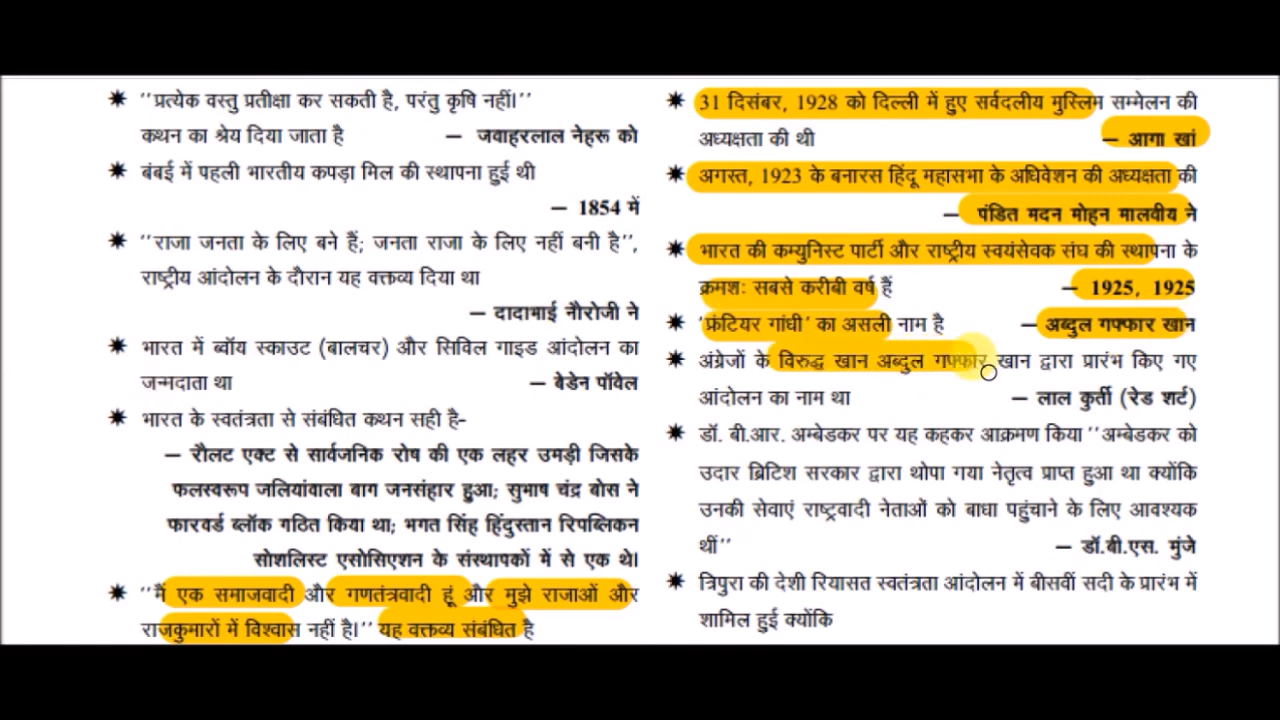 ✷ ‘‘प्रत्येक वस्तु प्रतीक्षा कर सकती है, परंतु कृषि नहीं।’’
कथन का श्रेय दिया जाता है — जवाहरलाल नेहरू को
✷ बंबई में पहली भारतीय कपड़ा मिल की स्थापना हुई थी
— 1854 में
✷ ‘‘राजा जनता के लिए बने हैं; जनता राजा के लिए नहीं बनी है’’,
राष्ट्रीय आंदोलन के दौरान यह वक्तव्य दिया था
— दादाभाई नौरोजी ने
✷ भारत में ब्वॉय स्काउट (बालचर) और सिविल गाइड आंदोलन का
जन्मदाता था — बेडेन पॉवेल
✷ भारत के स्वतंत्रता से संबंधित कथन सही है-
— रौलट एक्ट से सार्वजनिक रोष की एक लहर उमड़ी जिसके
फलस्वरूप जलियांवाला बाग जनसंहार हुआ; सुभाष चंद्र बोस ने
फारवर्ड ब्लॉक गठित किया था; भगत सिंह हिंदुस्तान रिपब्लिकन
सोशलिस्ट एसोसिएशन के संस्थापकों में से एक थे।
✷ ‘‘मैं एक समाजवादी और गणतंत्रवादी हूं और मुझे राजाओं और
राजकुमारों में विश्वास नहीं है।’’ यह वक्तव्य संबंधित है
✷ 31 दिसंबर, 1928 को दिल्ली में हुए सर्वदलीय मुस्लिम सम्मेलन की
अध्यक्षता की थी — आगा खां
✷ अगस्त, 1923 के बनारस हिंदू महासभा के अधिवेशन की अध्यक्षता की
— पंडित मदन मोहन मालवीय ने
✷ भारत की कम्युनिस्ट पार्टी और राष्ट्रीय स्वयंसेवक संघ की स्थापना के
क्रमशः सबसे करीबी वर्ष हैं — 1925, 1925
✷ ‘फ्रंटियर गांधी’ का असली नाम है — अब्दुल गफ्फार खान
✷ अंग्रेजों के विरुद्ध खान अब्दुल गफ्फार खान द्वारा प्रारंभ किए गए
आंदोलन का नाम था — लाल कुर्ती (रेड शर्ट)
✷ डॉ. बी.आर. अम्बेडकर पर यह कहकर आक्रमण किया ‘‘अम्बेडकर को
उदार ब्रिटिश सरकार द्वारा थोपा गया नेतृत्व प्राप्त हुआ था क्योंकि
उनकी सेवाएं राष्ट्रवादी नेताओं को बाधा पहुंचाने के लिए आवश्यक
थीं’’ — डॉ.बी.एस. मुंजे
✷ त्रिपुरा की देशी रियासत स्वतंत्रता आंदोलन में बीसवीं सदी के प्रारंभ में
शामिल हुई क्योंकि